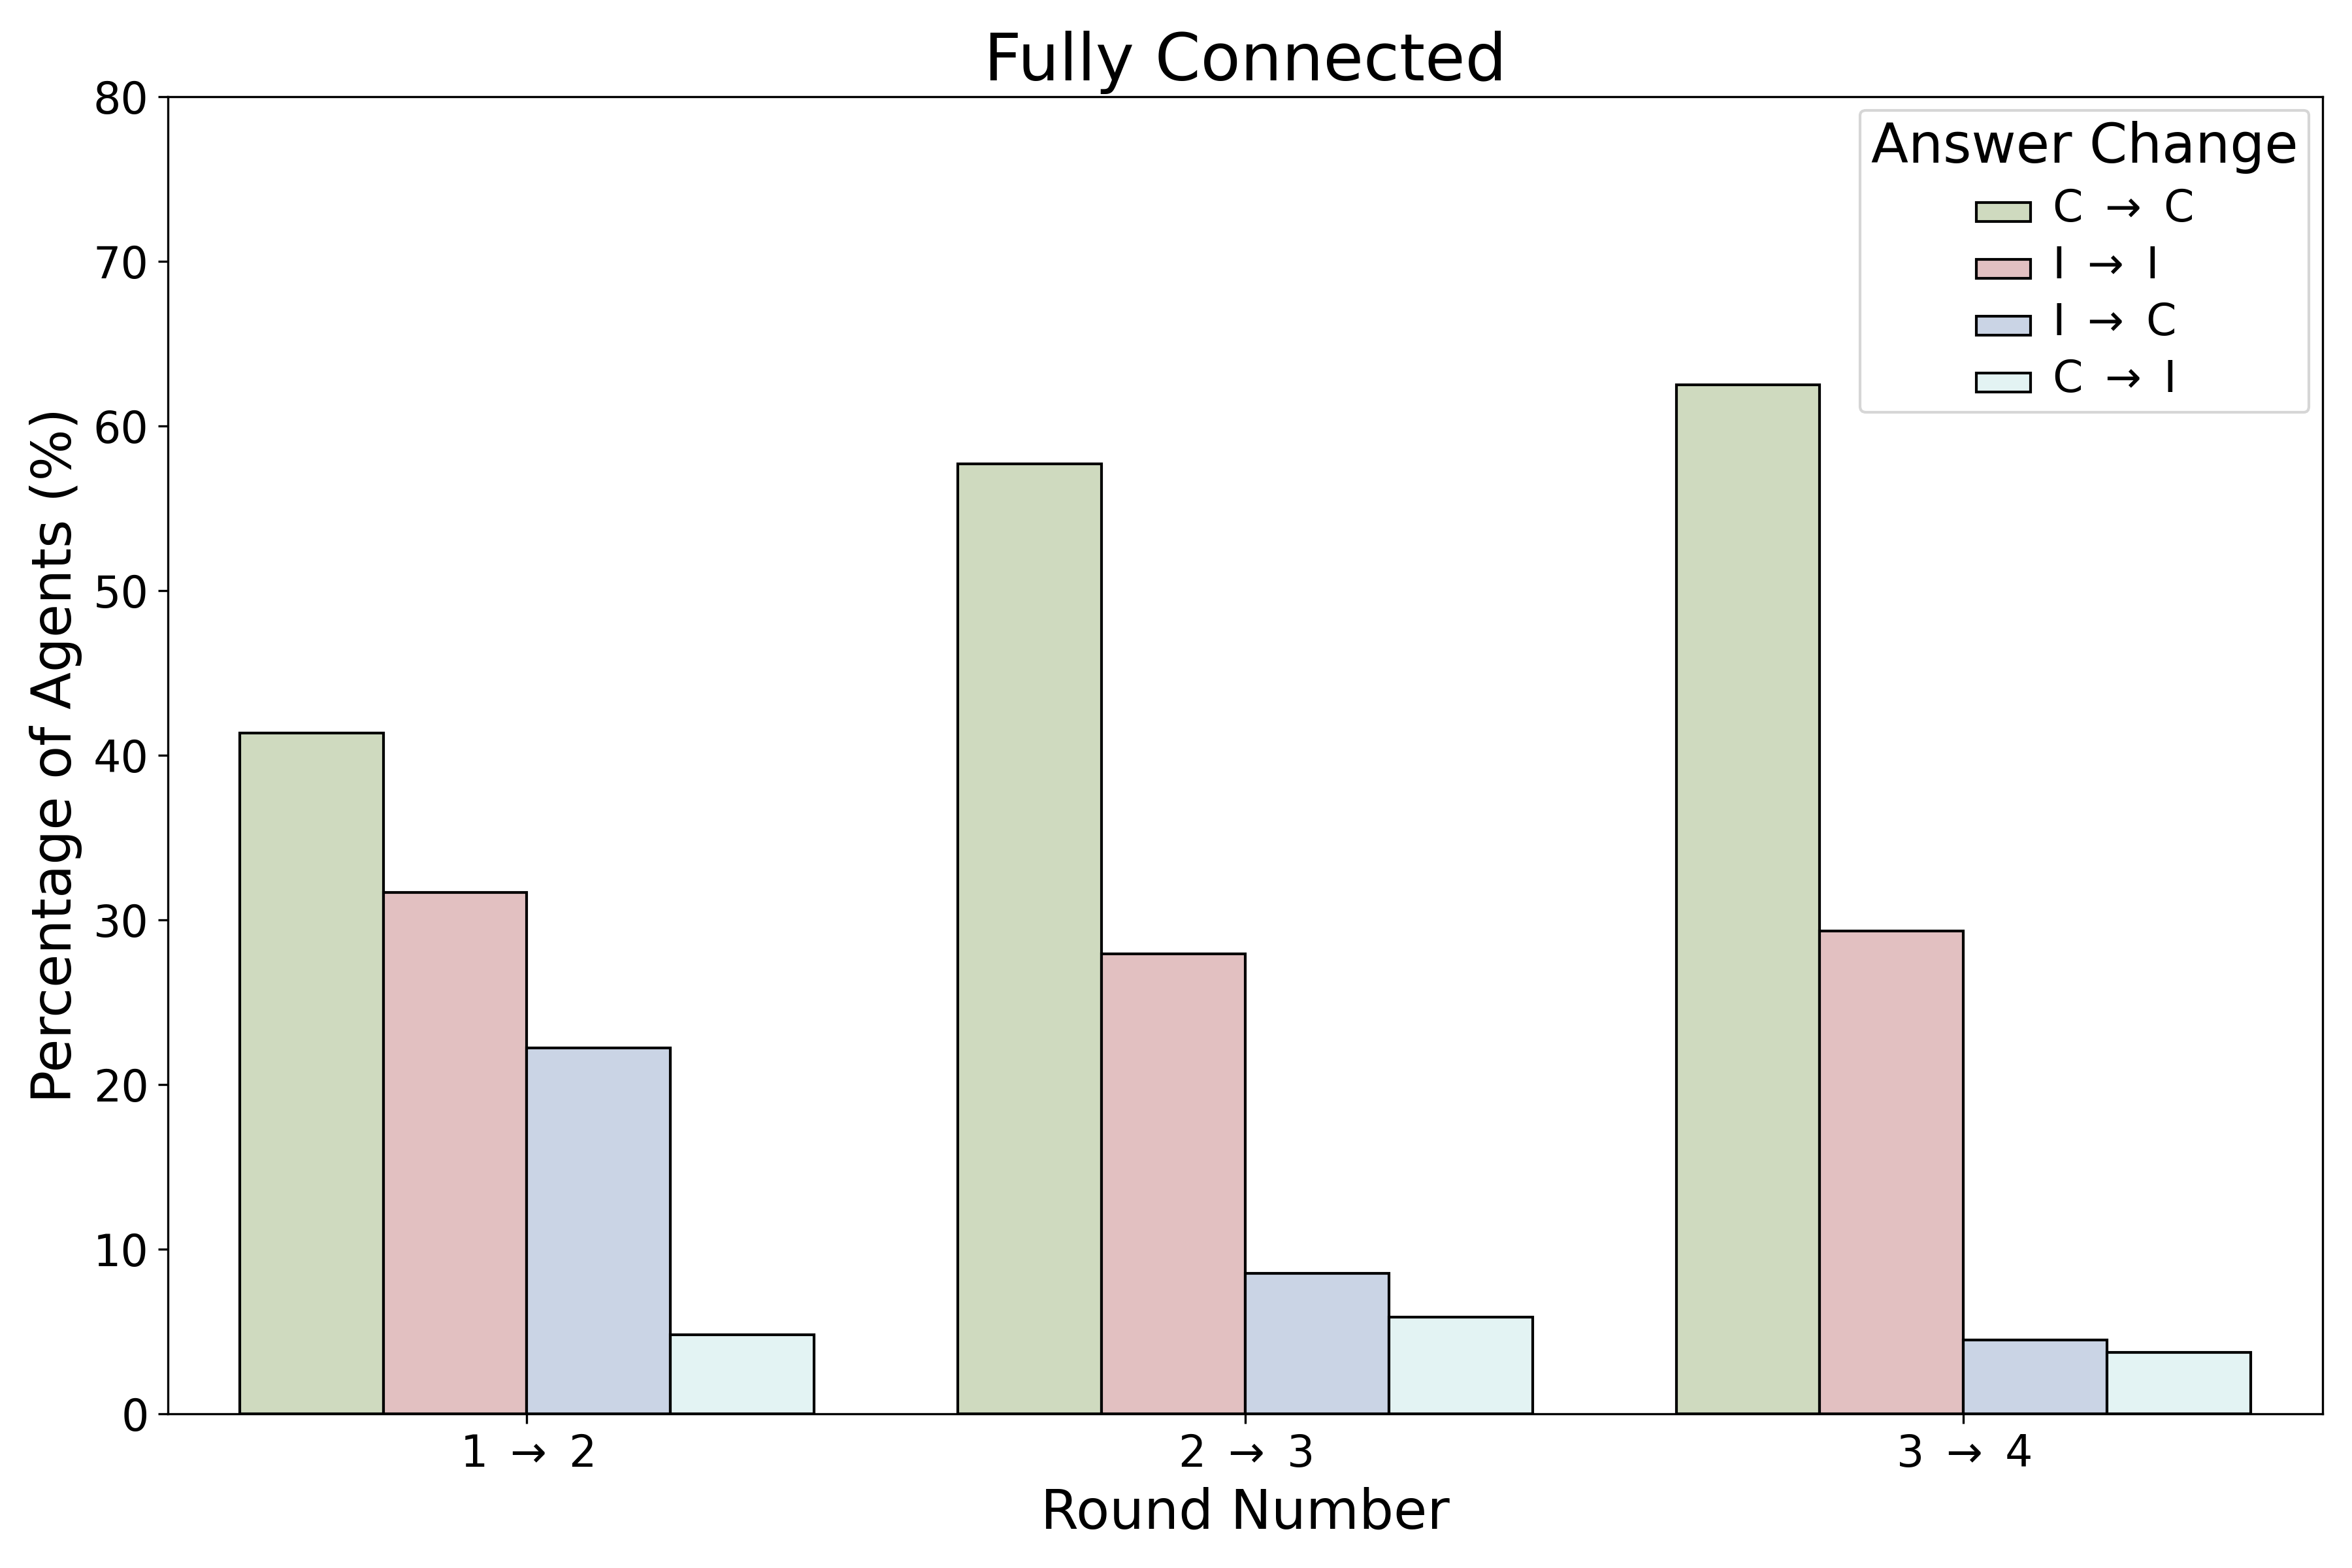 Fully Connected
Answer Change
C → C
I → I
I → C
C → I
Percentage of Agents (%)
80
70
60
50
40
30
20
10
0
1 → 2
2 → 3
3 → 4
Round Number